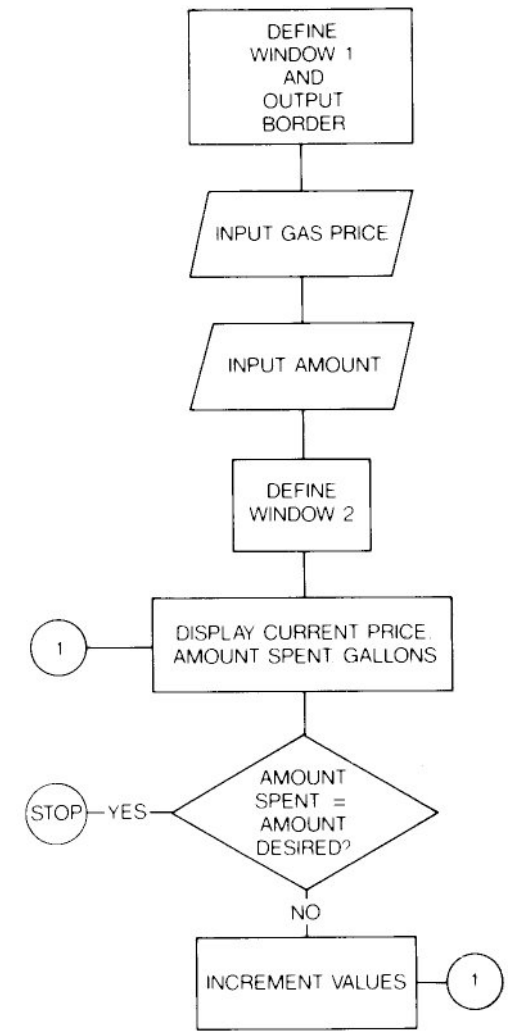 DEFINE
WINDOW 1
AND
OUTPUT
BORDER
INPUT GAS PRICE
INPUT AMOUNT
DEFINE
WINDOW 2
1
DISPLAY CURRENT PRICE.
AMOUNT SPENT GALLONS
AMOUNT
SPENT =
AMOUNT
DESIRED?
STOP
YES
NO
INCREMENT VALUES
1